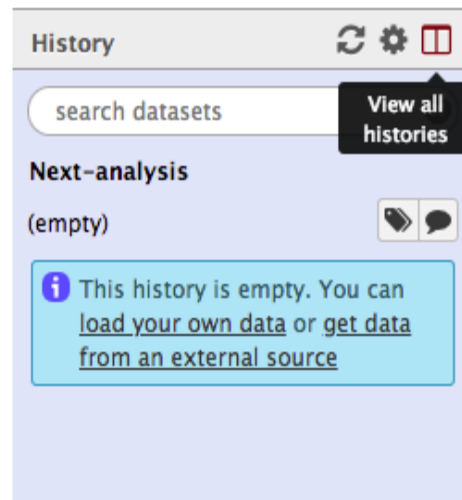 History
search datasets
View all
histories
Next-analysis
(empty)
This history is empty. You can
load your own data or get data
from an external source